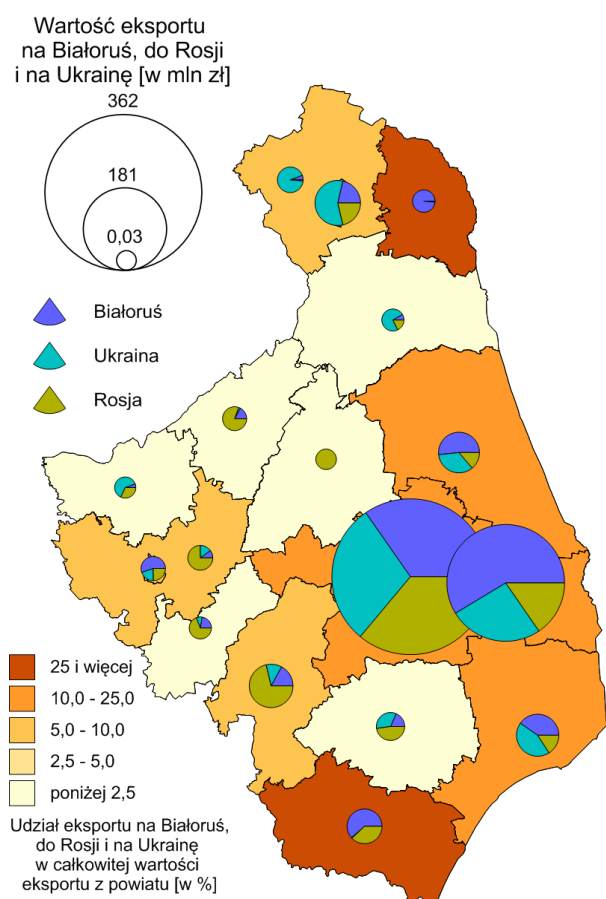 Wartość eksportu
na Białoruś, do Rosji
i na Ukrainę [w mln zł]
362
181
0,03
Białoruś
Ukraina
Rosja
25 i więcej
10,0 - 25,0
5,0 - 10,0
2,5 - 5,0
poniżej 2,5
Udział eksportu na Białoruś,
do Rosji i na Ukrainę
w całkowitej wartości
eksportu z powiatu [w %]